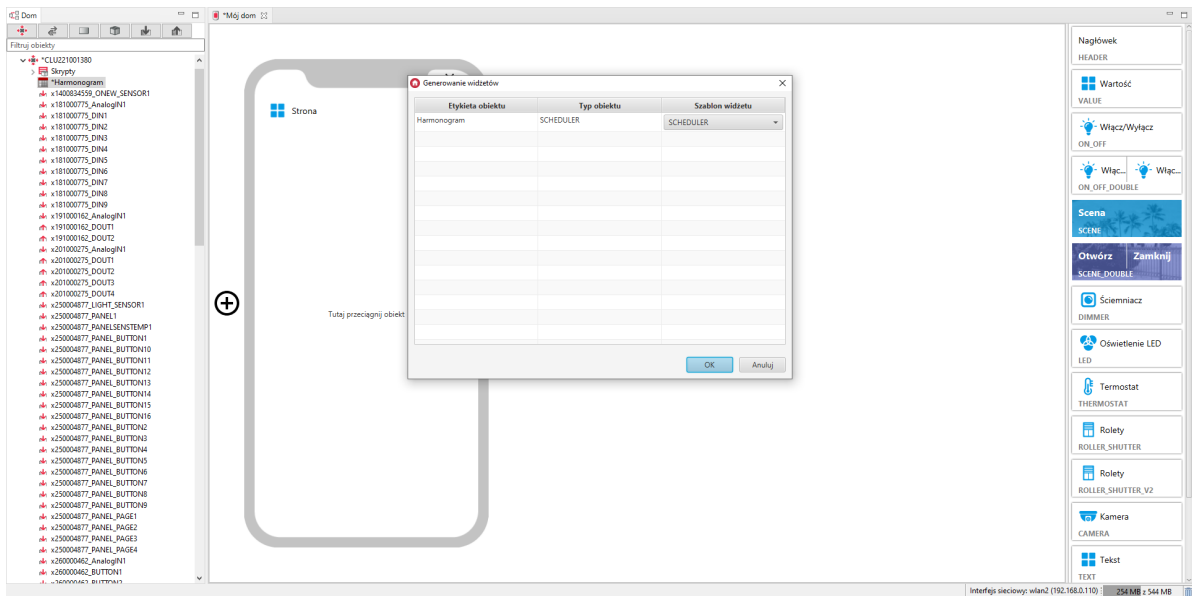 Dom
*Mój dom
Filtruj obiekty
*CLU221001380
Skrypty
*Harmonogram
x1400834559_ONEW_SENSOR1
x181000775_AnalogIN1
x181000775_DIN1
x181000775_DIN2
x181000775_DIN3
x181000775_DIN4
x181000775_DIN5
x181000775_DIN6
x181000775_DIN7
x181000775_DIN8
x181000775_DIN9
x191000162_AnalogIN1
x191000162_DOUT1
x191000162_DOUT2
x201000275_AnalogIN1
x201000275_DOUT1
x201000275_DOUT2
x201000275_DOUT3
x201000275_DOUT4
x250004877_LIGHT_SENSOR1
x250004877_PANEL1
x250004877_PANELSENSTEMP1
x250004877_PANEL_BUTTON1
x250004877_PANEL_BUTTON10
x250004877_PANEL_BUTTON11
x250004877_PANEL_BUTTON12
x250004877_PANEL_BUTTON13
x250004877_PANEL_BUTTON14
x250004877_PANEL_BUTTON15
x250004877_PANEL_BUTTON16
x250004877_PANEL_BUTTON2
x250004877_PANEL_BUTTON3
x250004877_PANEL_BUTTON4
x250004877_PANEL_BUTTON5
x250004877_PANEL_BUTTON6
x250004877_PANEL_BUTTON7
x250004877_PANEL_BUTTON8
x250004877_PANEL_BUTTON9
x250004877_PANEL_PAGE1
x250004877_PANEL_PAGE2
x250004877_PANEL_PAGE3
x250004877_PANEL_PAGE4
x260000462_AnalogIN1
x260000462_BUTTON1
x260000462_BUTTON2
Strona
Tutaj przeciągnij obiekt
Generowanie widżetów
Etykieta obiektu Typ obiektu Szablon widżetu
Harmonogram SCHEDULER SCHEDULER
OK Anuluj
Nagłówek
HEADER
Wartość
VALUE
Włącz/Wyłącz
ON_OFF
Włąc... Włąc...
ON_OFF_DOUBLE
Scena
SCENE
Otwórz Zamknij
SCENE_DOUBLE
Ściemniacz
DIMMER
Oświetlenie LED
LED
Termostat
THERMOSTAT
Rolety
ROLLER_SHUTTER
Rolety
ROLLER_SHUTTER_V2
Kamera
CAMERA
Tekst
TEXT
Interfejs sieciowy: wlan2 (192.168.0.110) 254 MB z 544 MB